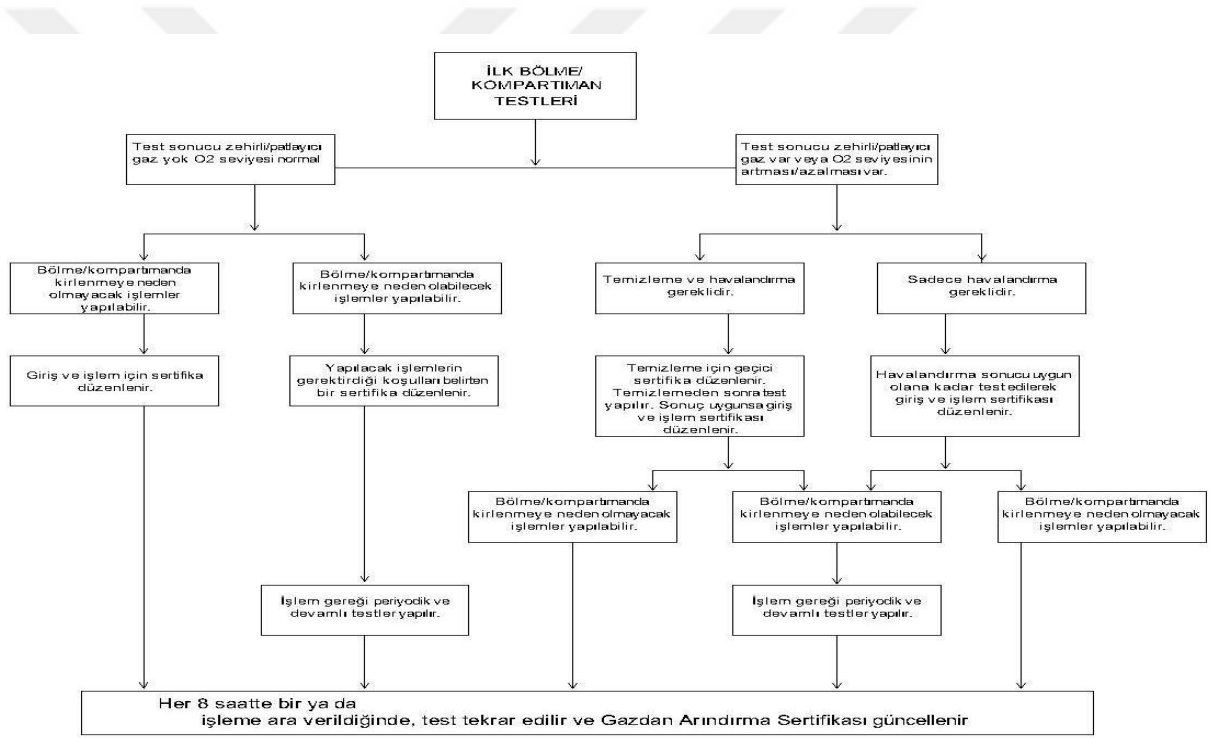 İLK BÖLME/
KOMPARTIMAN
TESTLERİ
Test sonucu zehirli/patlayıcı
gaz yok O2 seviyesi normal
Test sonucu zehirli/patlayıcı
gaz var veya O2 seviyesinin
artması/azalması var.
Bölme/kompartımanda
kirlenmeye neden
olmayacak işlemler
yapılabilir.
Bölme/kompartımanda
kirlenmeye neden olabilecek
işlemler yapılabilir.
Temizleme ve havalandırma
gereklidir.
Sadece havalandırma
gereklidir.
Giriş ve işlem için sertifika
düzenlenir.
Yapılacak işlemlerin
gerektirdiği koşulları belirten
bir sertifika düzenlenir.
Temizleme için geçici
sertifika düzenlenir.
Temizlemeden sonra test
yapılır. Sonuç uygunsa giriş
ve işlem sertifikası
düzenlenir.
Havalandırma sonucu uygun
olana kadar test edilerek
giriş ve işlem sertifikası
düzenlenir.
Bölme/kompartımanda
kirlenmeye neden olmayacak
işlemler yapılabilir.
Bölme/kompartımanda
kirlenmeye neden olabilecek
işlemler yapılabilir.
Bölme/kompartımanda
kirlenmeye neden olmayacak
işlemler yapılabilir.
İşlem gereği periyodik ve
devamlı testler yapılır.
İşlem gereği periyodik ve
devamlı testler yapılır.
Her 8 saatte bir ya da
işleme ara verildiğinde, test tekrar edilir ve Gazdan Arındırma Sertifikası güncellenir